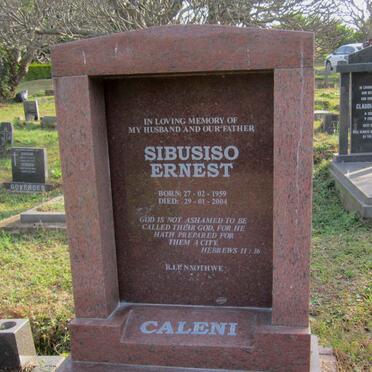 IN LOVING MEMORY OF
MY HUSBAND AND OUR FATHER
SIBUSISO
ERNEST
BORN: 27 - 02 - 1959
DIED: 29 - 01 - 2004
GOD IS NOT ASHAMED TO BE
CALLED THEIR GOD, FOR HE
HATH PREPARED FOR
THEM A CITY.
HEBREWS 11 : 16
R.I.P NXOTHWE
CALENI
GOVENDER